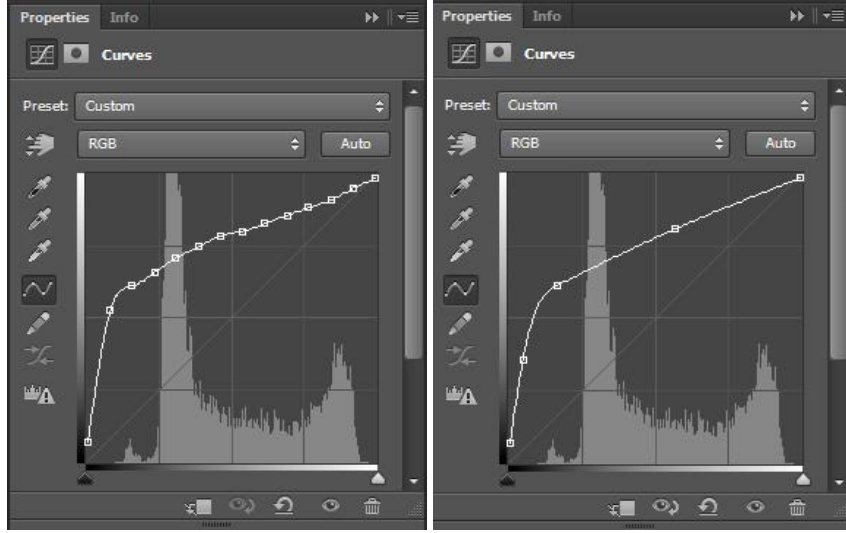 Properties Info
Curves
Preset: Custom
RGB Auto
Properties Info
Curves
Preset: Custom
RGB Auto